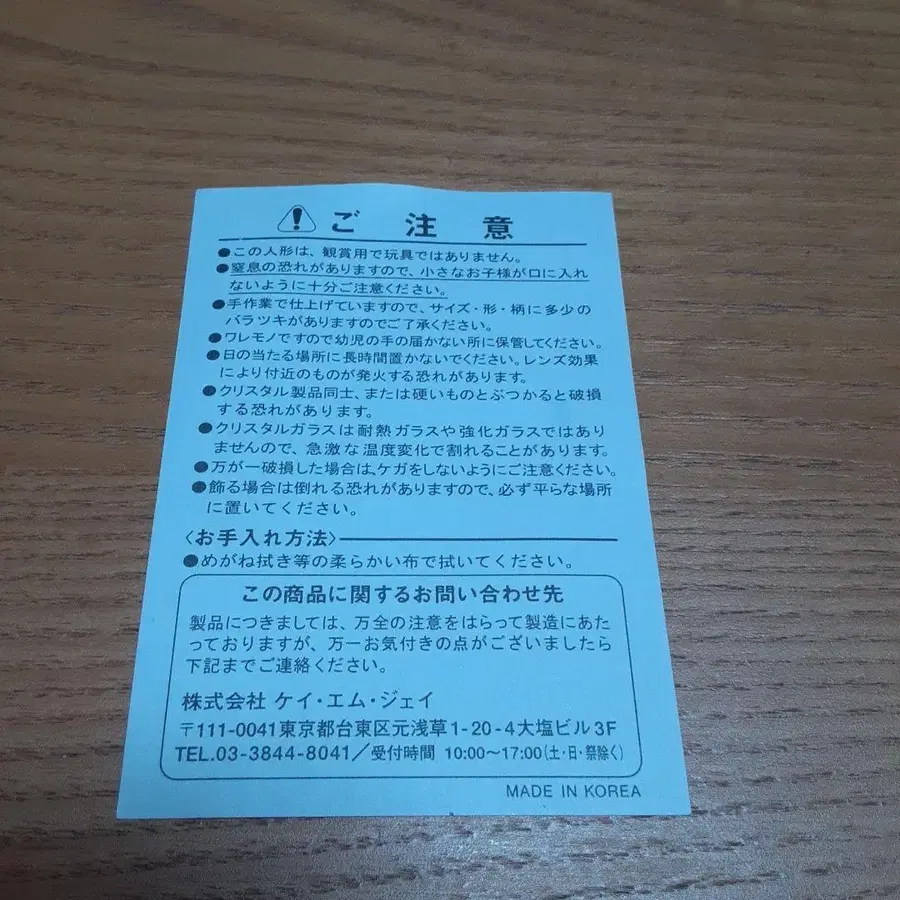 ご注意
●この人形は、観賞用で玩具ではありません。
●窒息の恐れがありますので、小さなお子様が口に入れ
ないように十分ご注意ください。
●手作業で仕上げていますので、サイズ・形・柄に多少の
バラツキがありますのでご了承ください。
●ワレモノですので幼児の手の届かない所に保管してください。
●日の当たる場所に長時間置かないでください。レンズ効果
により付近のものが発火する恐れがあります。
●クリスタル製品同士、または硬いものとぶつかると破損
する恐れがあります。
●クリスタルガラスは耐熱ガラスや強化ガラスではあり
ませんので、急激な温度変化で割れることがあります。
●万が一破損した場合は、ケガをしないようにご注意ください。
●飾る場合は倒れる恐れがありますので、必ず平らな場所
に置いてください。
〈お手入れ方法〉
●めがね拭き等の柔らかい布で拭いてください。
この商品に関するお問い合わせ先
製品につきましては、万全の注意をはらって製造にあた
っておりますが、万一お気付きの点がございましたら
下記までご連絡ください。
株式会社 ケイ・エム・ジェイ
〒111-0041東京都台東区元浅草1-20-4大塩ビル3F
TEL.03-3844-8041／受付時間 10:00〜17:00(土・日・祭除く)
MADE IN KOREA